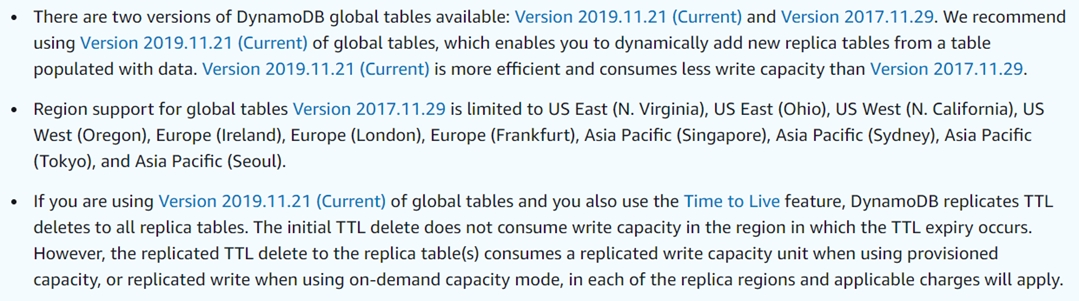 • There are two versions of DynamoDB global tables available: Version 2019.11.21 (Current) and Version 2017.11.29. We recommend
using Version 2019.11.21 (Current) of global tables, which enables you to dynamically add new replica tables from a table
populated with data. Version 2019.11.21 (Current) is more efficient and consumes less write capacity than Version 2017.11.29.
• Region support for global tables Version 2017.11.29 is limited to US East (N. Virginia), US East (Ohio), US West (N. California), US
West (Oregon), Europe (Ireland), Europe (London), Europe (Frankfurt), Asia Pacific (Singapore), Asia Pacific (Sydney), Asia Pacific
(Tokyo), and Asia Pacific (Seoul).
• If you are using Version 2019.11.21 (Current) of global tables and you also use the Time to Live feature, DynamoDB replicates TTL
deletes to all replica tables. The initial TTL delete does not consume write capacity in the region in which the TTL expiry occurs.
However, the replicated TTL delete to the replica table(s) consumes a replicated write capacity unit when using provisioned
capacity, or replicated write when using on-demand capacity mode, in each of the replica regions and applicable charges will apply.